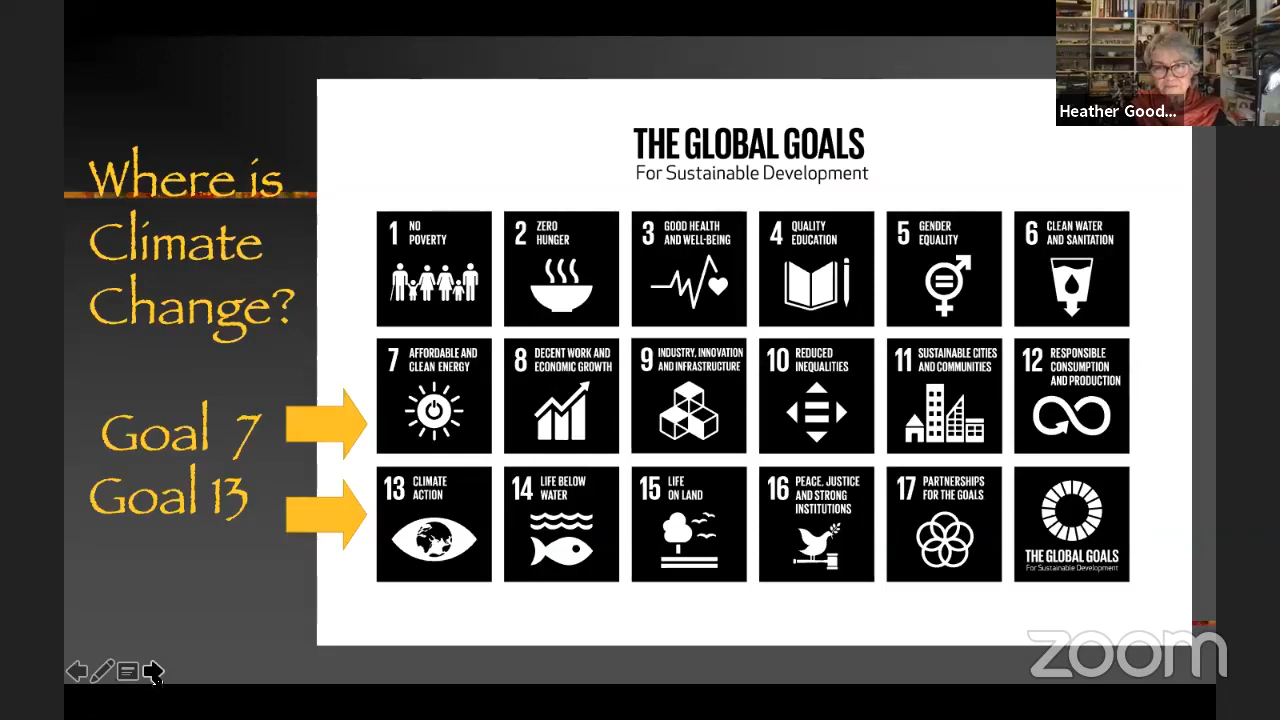 Heather Good...
Where is
Climate
Change?
Goal 7
Goal 13
THE GLOBAL GOALS
For Sustainable Development
1 NO
POVERTY
2 ZERO
HUNGER
3 GOOD HEALTH
AND WELL-BEING
4 QUALITY
EDUCATION
5 GENDER
EQUALITY
6 CLEAN WATER
AND SANITATION
7 AFFORDABLE AND
CLEAN ENERGY
8 DECENT WORK AND
ECONOMIC GROWTH
9 INDUSTRY, INNOVATION
AND INFRASTRUCTURE
10 REDUCED
INEQUALITIES
11 SUSTAINABLE CITIES
AND COMMUNITIES
12 RESPONSIBLE
CONSUMPTION
AND PRODUCTION
13 CLIMATE
ACTION
14 LIFE BELOW
WATER
15 LIFE
ON LAND
16 PEACE, JUSTICE
AND STRONG
INSTITUTIONS
17 PARTNERSHIPS
FOR THE GOALS
THE GLOBAL GOALS
For Sustainable Development
zoom